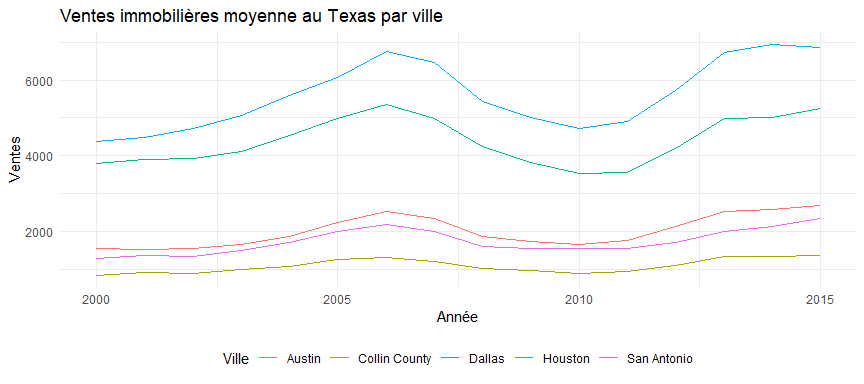 Ventes immobilières moyenne au Texas par ville
6000
4000
2000
Ventes
2000 2005 2010 2015
Année
Ville Austin Collin County Dallas Houston San Antonio